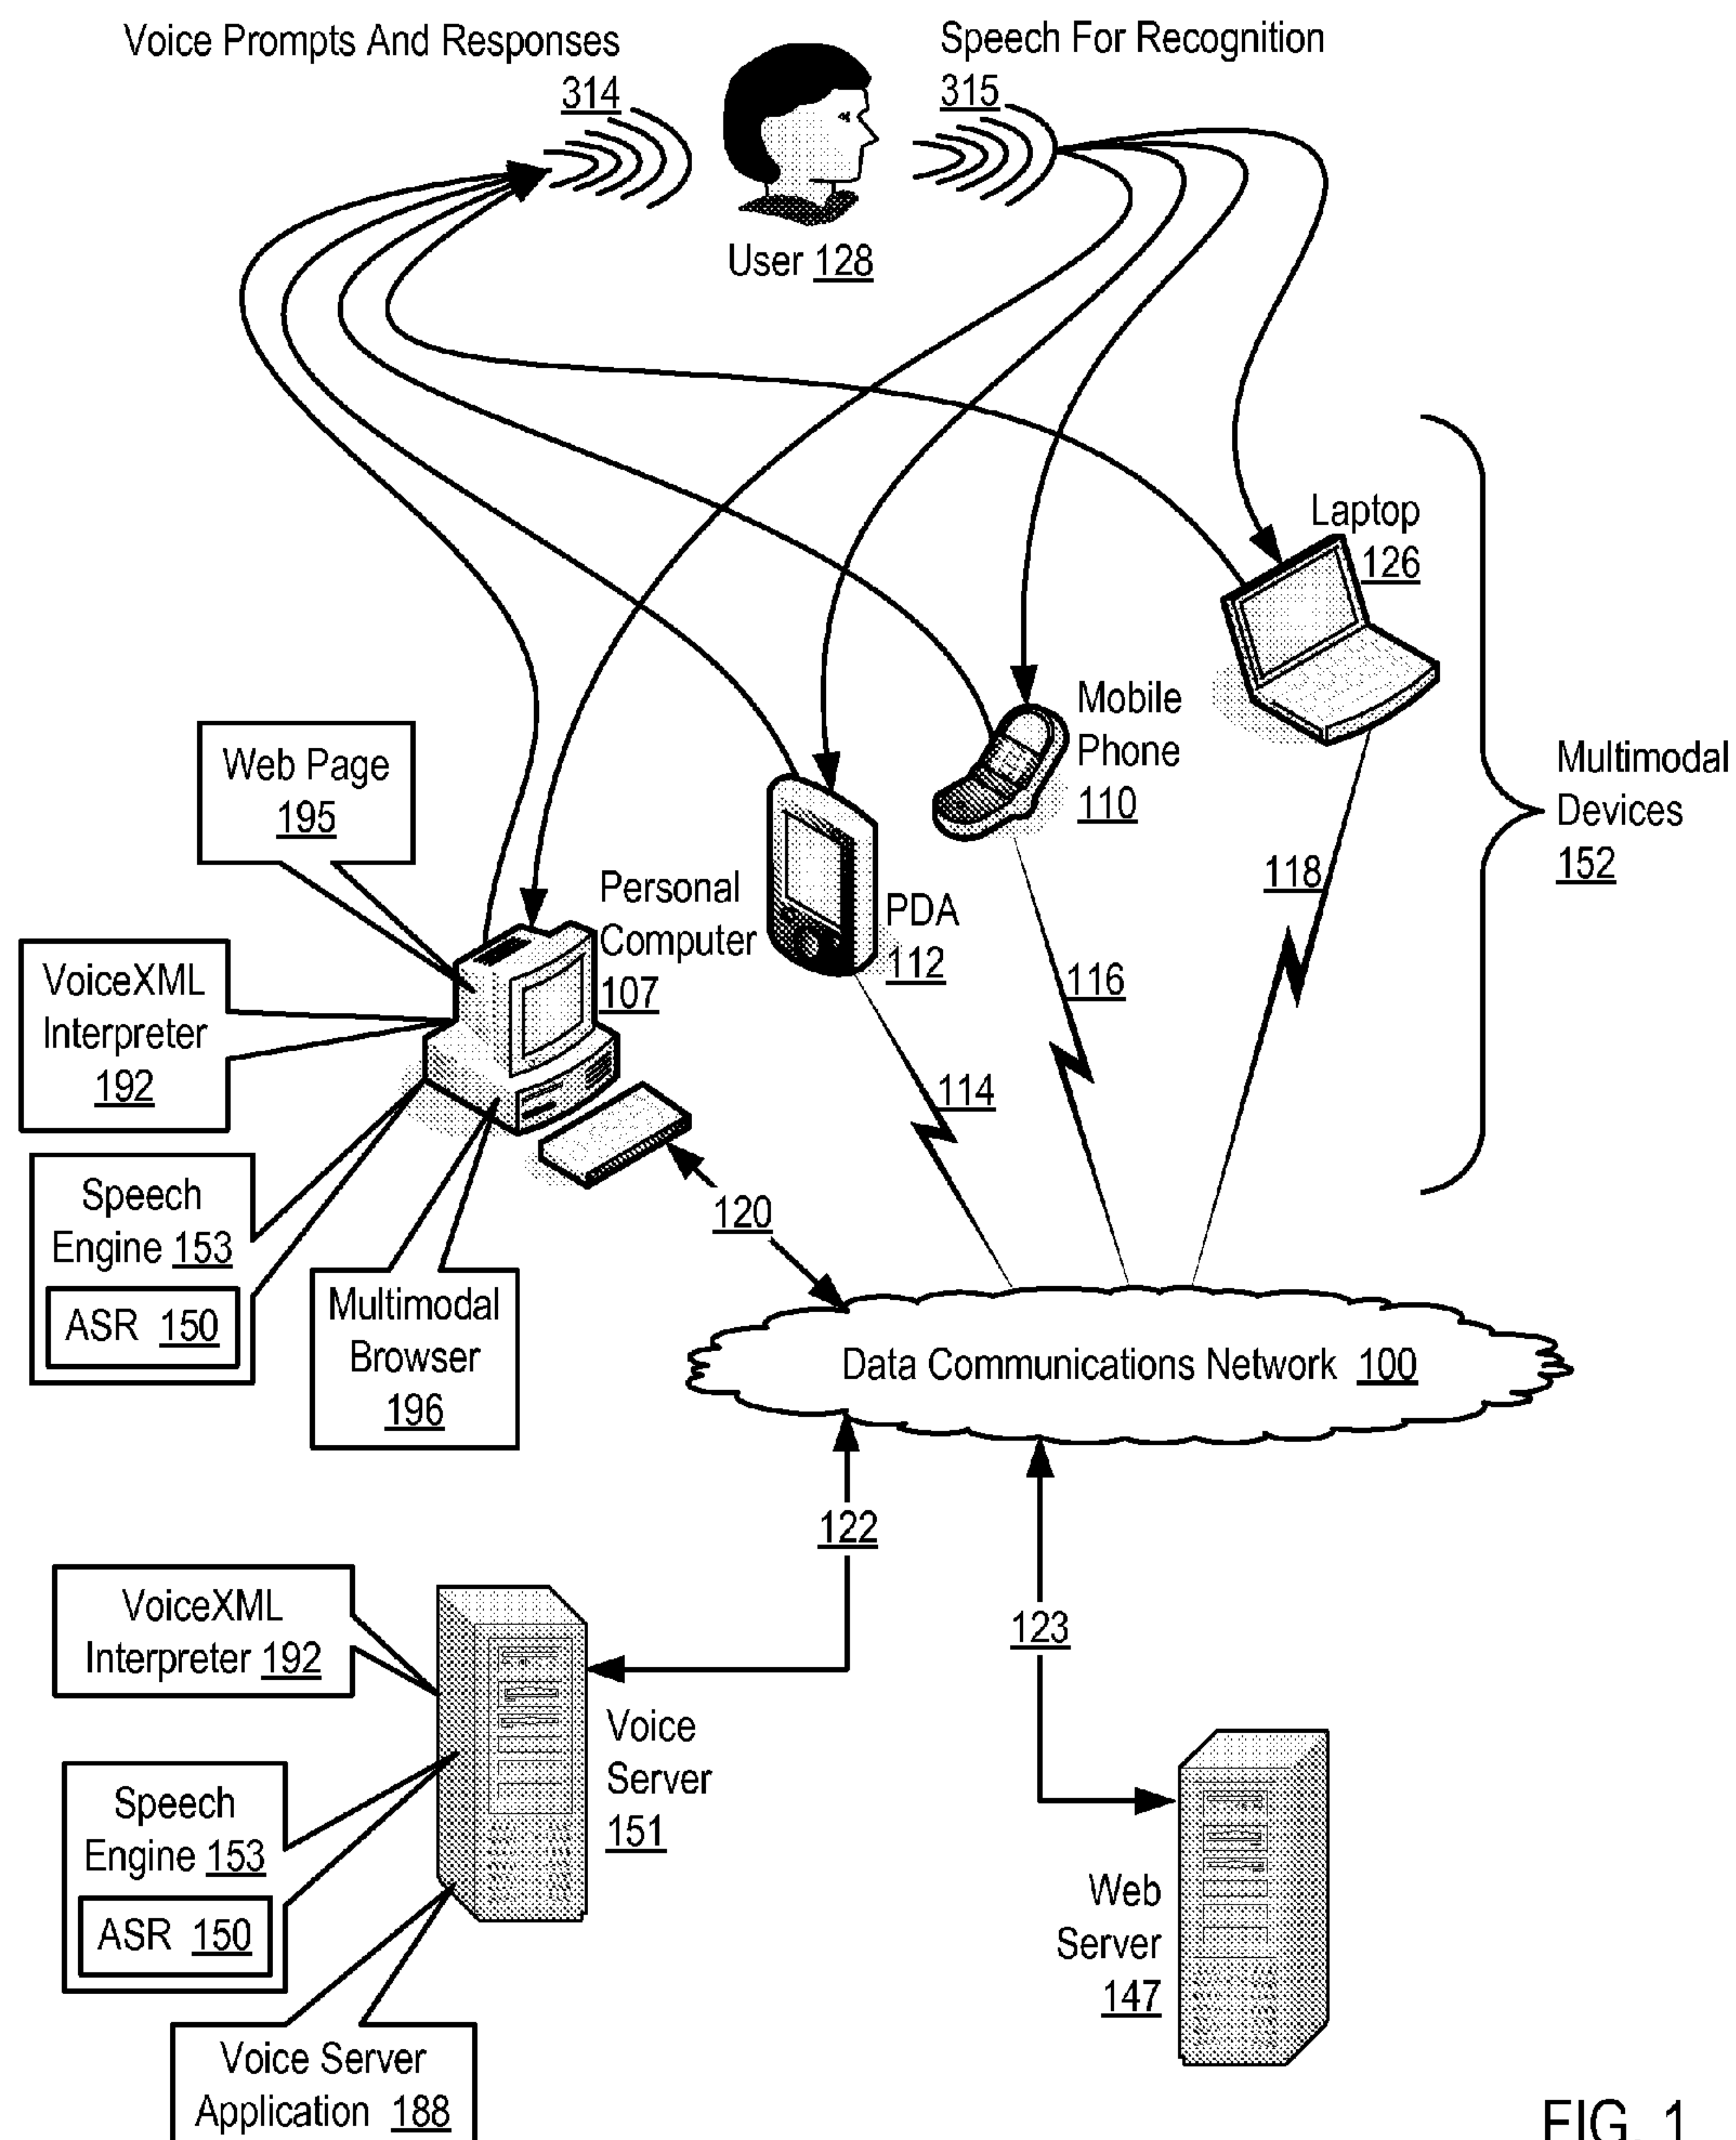 Voice Prompts And Responses
314
Speech For Recognition
315
User 128
Laptop
126
Mobile
Phone
110
Multimodal
Devices
152
Web Page
195
Personal
Computer
107
PDA
112
118
116
VoiceXML
Interpreter
192
114
Speech
Engine 153
ASR 150
120
Multimodal
Browser
196
Data Communications Network 100
122
123
VoiceXML
Interpreter 192
Voice
Server
151
Speech
Engine 153
ASR 150
Web
Server
147
Voice Server
Application 188
FIG. 1